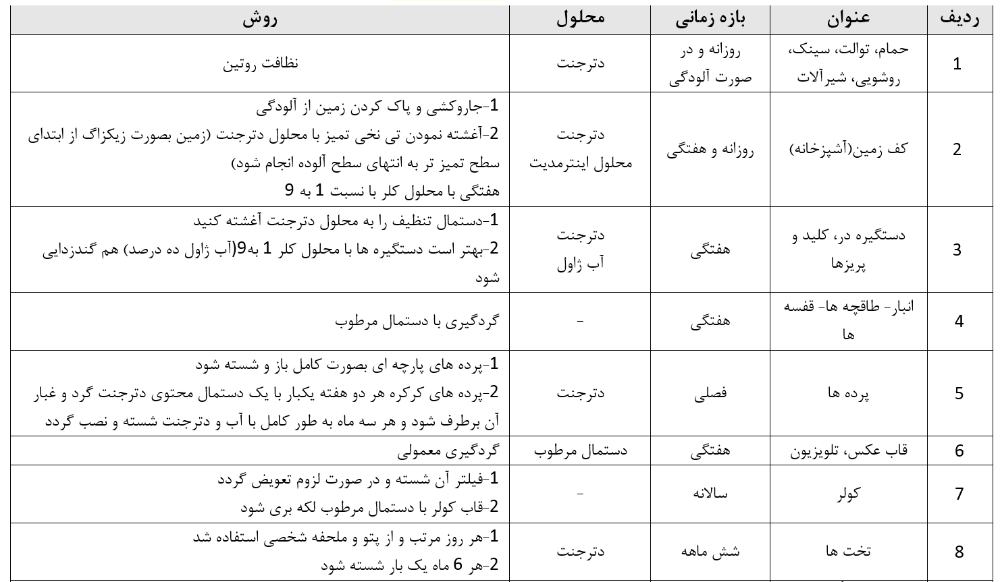 ردیف عنوان بازه زمانی محلول روش
1
حمام، توالت، سینک،
روشویی، شیرآلات
روزانه و در
صورت آلودگی
دترجنت
نظافت روتین
2
کف زمین(آشپزخانه)
روزانه و هفتگی
دترجنت
محلول اینترمدیت
1-جاروکشی و پاک کردن زمین از آلودگی
2-آغشته نمودن تی نخی تمیز با محلول دترجنت (زمین بصورت زیکزاگ از ابتدای
سطح تمیز تر به انتهای سطح آلوده انجام شود)
هفتگی با محلول کلر با نسبت 1 به 9
3
دستگیره در، کلید و
پریزها
هفتگی
دترجنت
آب ژاول
1-دستمال تنظیف را به محلول دترجنت آغشته کنید
2-بهتر است دستگیره ها با محلول کلر 1 به9(آب ژاول ده درصد) هم گندزدایی
شود
4
انبار- طاقچه ها- قفسه
ها
هفتگی
-
گردگیری با دستمال مرطوب
5
پرده ها
فصلی
دترجنت
1-پرده های پارچه ای بصورت کامل باز و شسته شود
2-پرده های کرکره هر دو هفته یکبار با یک دستمال محتوی دترجنت گرد و غبار
آن برطرف شود و هر سه ماه به طور کامل با آب و دترجنت شسته و نصب گردد
6
قاب عکس، تلویزیون
هفتگی
دستمال مرطوب
گردگیری معمولی
7
کولر
سالانه
-
1-فیلتر آن شسته و در صورت لزوم تعویض گردد
2-قاب کولر با دستمال مرطوب لکه بری شود
8
تخت ها
شش ماهه
دترجنت
1-هر روز مرتب و از پتو و ملحفه شخصی استفاده شد
2-هر 6 ماه یک بار شسته شود